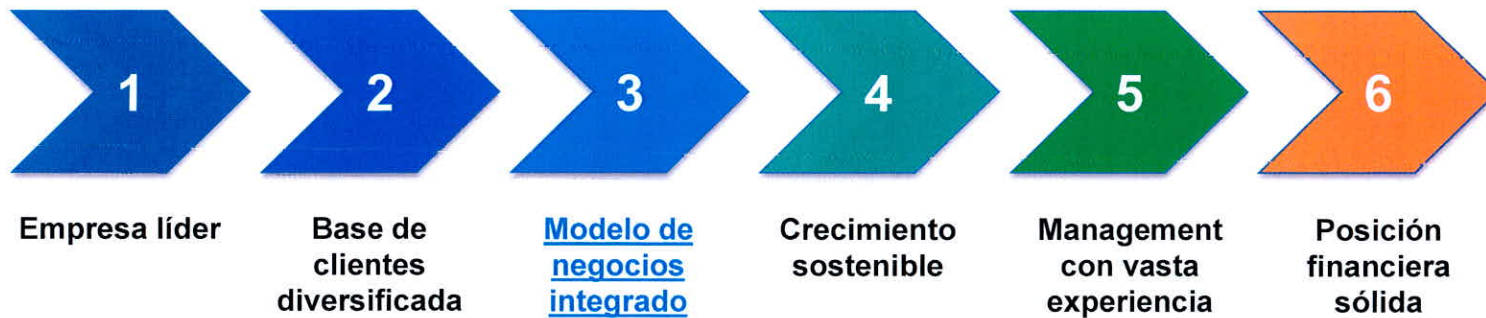 1
2
3
4
5
6
Empresa líder
Base de
clientes
diversificada
Modelo de
negocios
integrado
Crecimiento
sostenible
Management
con vasta
experiencia
Posición
financiera
sólida